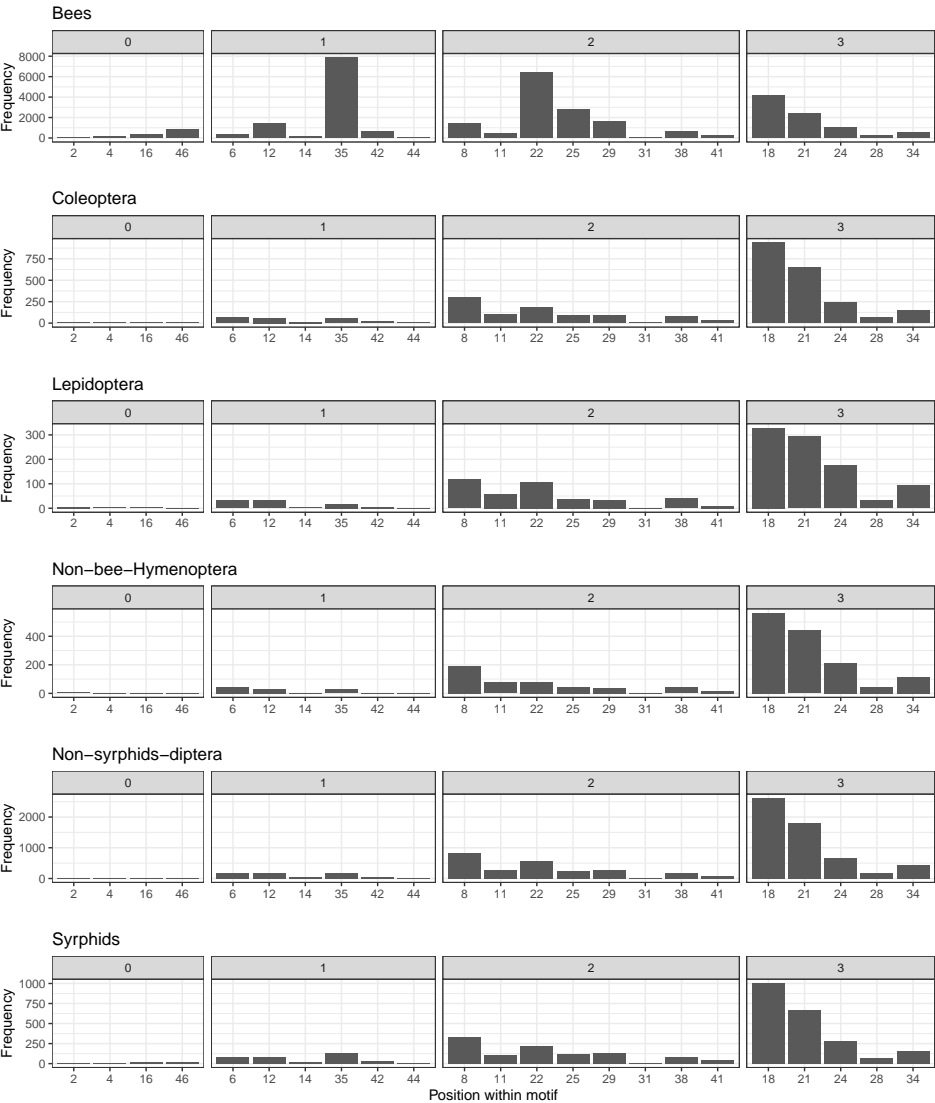 Bees
0 1 2 3
Frequency
8000
6000
4000
2000
0
2 4 16 46 6 12 14 35 42 44 8 11 22 25 29 31 38 41 18 21 24 28 34
Coleoptera
0 1 2 3
Frequency
750
500
250
0
2 4 16 46 6 12 14 35 42 44 8 11 22 25 29 31 38 41 18 21 24 28 34
Lepidoptera
0 1 2 3
Frequency
300
200
100
0
2 4 16 46 6 12 14 35 42 44 8 11 22 25 29 31 38 41 18 21 24 28 34
Non−bee−Hymenoptera
0 1 2 3
Frequency
400
200
0
2 4 16 46 6 12 14 35 42 44 8 11 22 25 29 31 38 41 18 21 24 28 34
Non−syrphids−diptera
0 1 2 3
Frequency
2000
1000
0
2 4 16 46 6 12 14 35 42 44 8 11 22 25 29 31 38 41 18 21 24 28 34
Syrphids
0 1 2 3
Frequency
1000
750
500
250
0
2 4 16 46 6 12 14 35 42 44 8 11 22 25 29 31 38 41 18 21 24 28 34
Position within motif